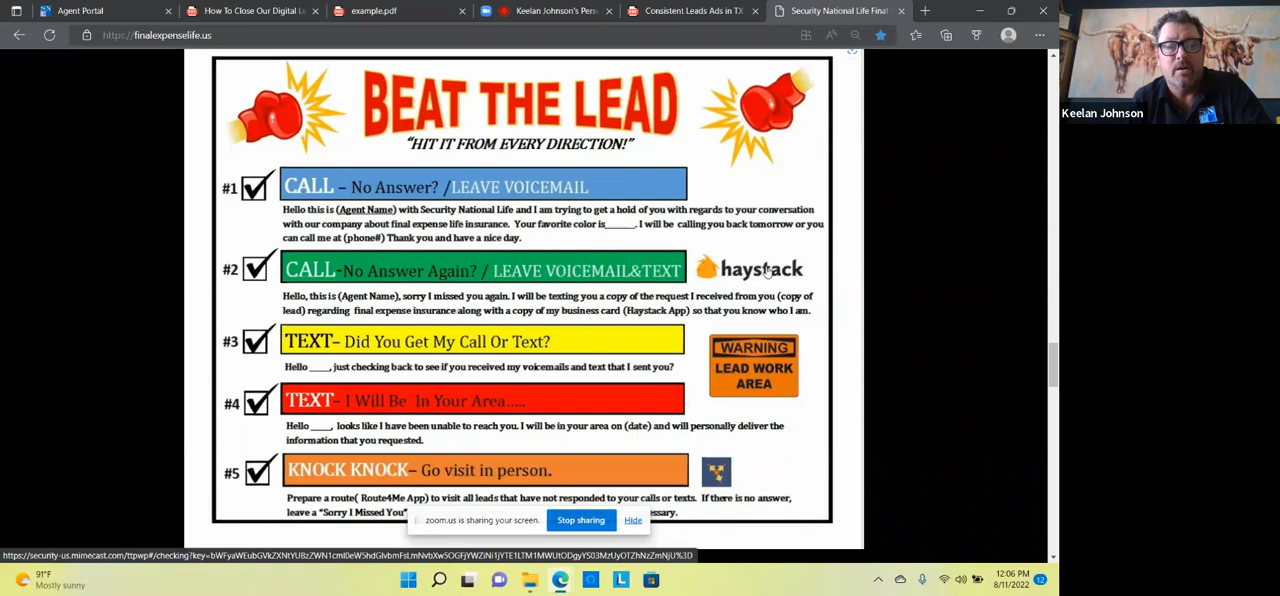 Agent Portal
How To Close Our Digital L
example.pdf
Keelan Johnson's Pers
Consistent Leads Ads in TX
Security National Life Final
https://finalexpenselife.us
Keelan Johnson
BEAT THE LEAD
"HIT IT FROM EVERY DIRECTION!"
#1 CALL – No Answer? /LEAVE VOICEMAIL
Hello this is (Agent Name) with Security National Life and I am trying to get a hold of you with regards to your conversation
with our company about final expense life insurance. Your favorite color is_____. I will be calling you back tomorrow or you
can call me at (phone#) Thank you and have a nice day.
#2 CALL-No Answer Again? / LEAVE VOICEMAIL&TEXT
haystack
Hello, this is (Agent Name), sorry I missed you again. I will be texting you a copy of the request I received from you (copy of
lead) regarding final expense insurance along with a copy of my business card (Haystack App) so that you know who I am.
#3 TEXT– Did You Get My Call Or Text?
Hello ____, just checking back to see if you received my voicemails and text that I sent you?
WARNING
LEAD WORK
AREA
#4 TEXT- I Will Be In Your Area.....
Hello ____, looks like I have been unable to reach you. I will be in your area on (date) and will personally deliver the
information that you requested.
#5 KNOCK KNOCK– Go visit in person.
Prepare a route( Route4Me App) to visit all leads that have not responded to your calls or texts. If there is no answer,
leave a "Sorry I Missed You"
zoom.us is sharing your screen.
Stop sharing
Hide
91°F
Mostly sunny
12:06 PM
8/11/2022
12